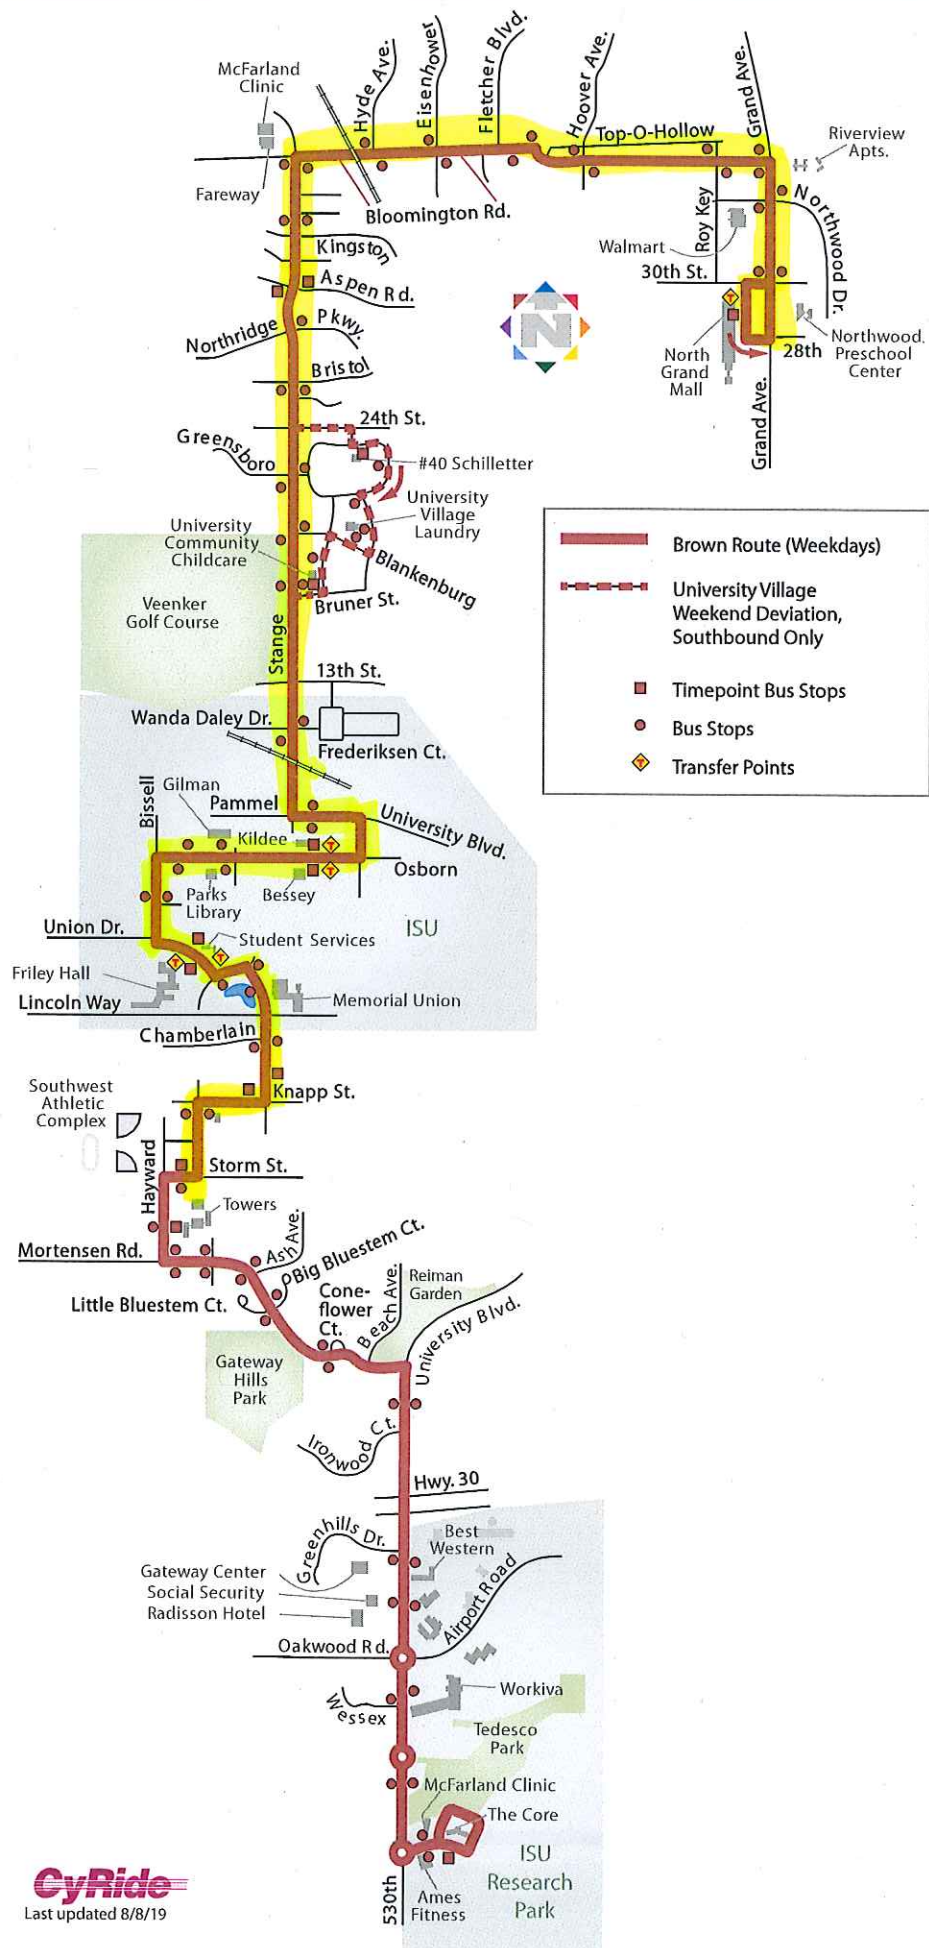 McFarland
Clinic
Hyde Ave.
Eisenhower
Fletcher Blvd.
Hoover Ave.
Grand Ave.
Top-O-Hollow
Riverview
Apts.
Fareway
Bloomington Rd.
Roy Key
Northwood Dr.
Kingston
Walmart
Aspen Rd.
30th St.
N
T
Northridge
Pkwy.
North
Grand
Mall
28th
Northwood
Preschool
Center
Bristol
Grand Ave.
24th St.
Greensboro
#40 Schilletter
University
Village
Laundry
University
Community
Childcare
Blankenburg
Bruner St.
Veenker
Golf Course
Stange
Brown Route (Weekdays)
University Village
Weekend Deviation,
Southbound Only
Timepoint Bus Stops
Bus Stops
T
Transfer Points
13th St.
Wanda Daley Dr.
Frederiksen Ct.
Bissell
Gilman
Pammel
University Blvd.
Kildee
T
Osborn
T
Parks
Library
Bessey
Union Dr.
Student Services
ISU
T
T
Friley Hall
Lincoln Way
Memorial Union
Chamberlain
Knapp St.
Southwest
Athletic
Complex
Hayward
Storm St.
Towers
Mortensen Rd.
Ash Ave.
Big Bluestem Ct.
Little Bluestem Ct.
Cone-
flower
Ct.
Beach Ave.
Reiman
Garden
University Blvd.
Gateway
Hills
Park
Ironwood Ct.
Hwy. 30
Greenhills Dr.
Best
Western
Gateway Center
Social Security
Radisson Hotel
Airport Road
Oakwood Rd.
Wessex
Workiva
Tedesco
Park
McFarland Clinic
The Core
ISU
Research
Park
Ames
Fitness
530th
CyRide
Last updated 8/8/19